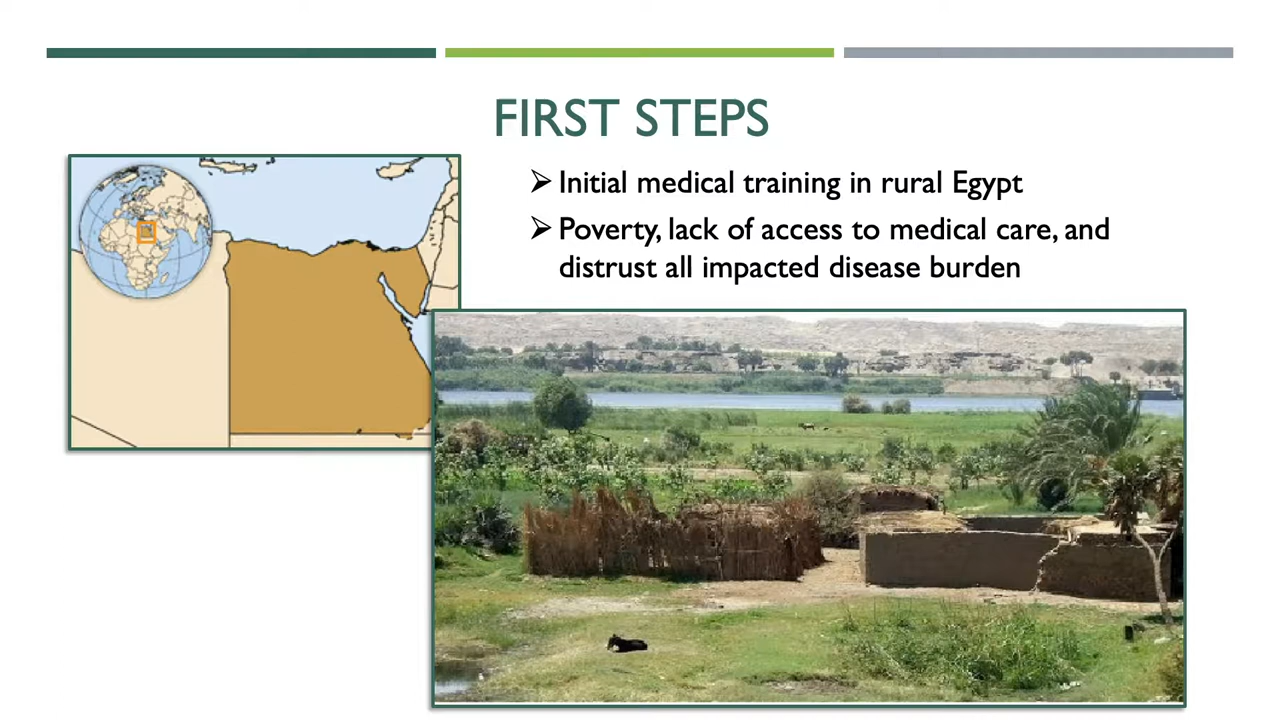 FIRST STEPS
➢ Initial medical training in rural Egypt
➢ Poverty, lack of access to medical care, and
distrust all impacted disease burden